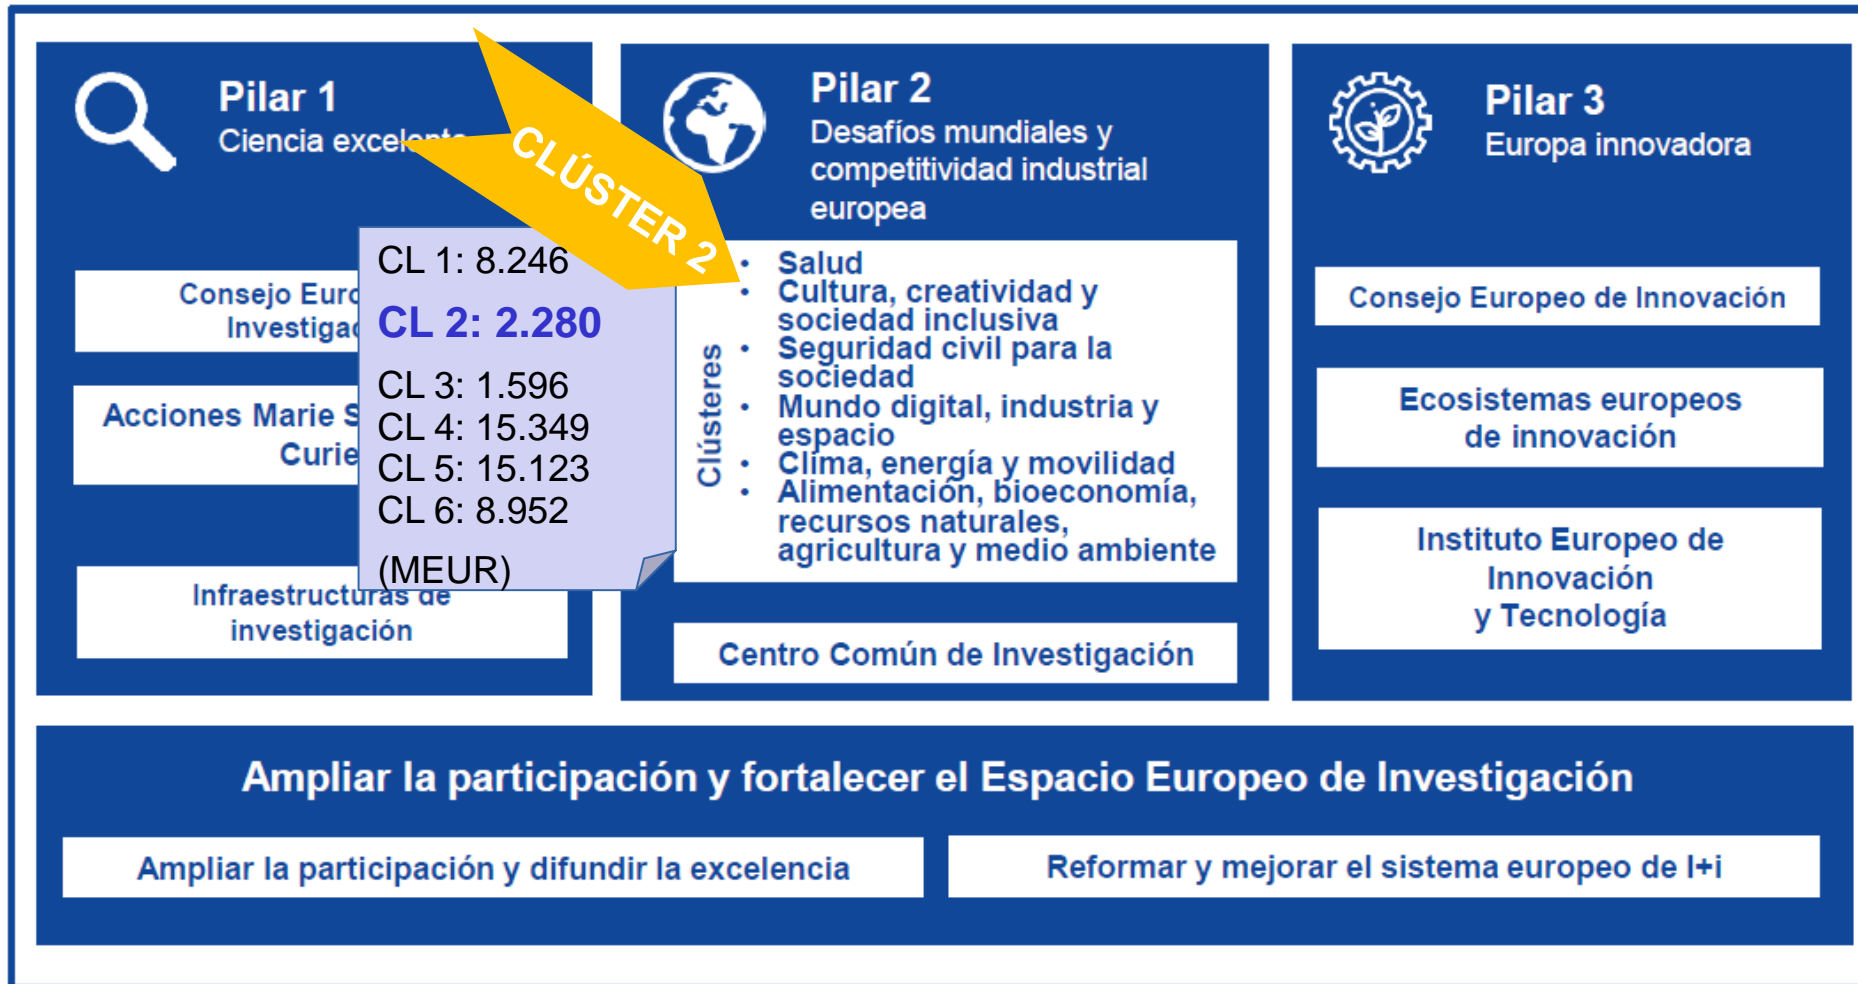 Pilar 1
Ciencia excelente
Consejo Euro
Investigac
Acciones Marie S
Curie
Infraestructuras de
investigación
CLÚSTER 2
CL 1: 8.246
CL 2: 2.280
CL 3: 1.596
CL 4: 15.349
CL 5: 15.123
CL 6: 8.952
(MEUR)
Pilar 2
Desafíos mundiales y
competitividad industrial
europea
Clústeres
• Salud
• Cultura, creatividad y
sociedad inclusiva
• Seguridad civil para la
sociedad
• Mundo digital, industria y
espacio
• Clima, energía y movilidad
• Alimentación, bioeconomía,
recursos naturales,
agricultura y medio ambiente
Centro Común de Investigación
Pilar 3
Europa innovadora
Consejo Europeo de Innovación
Ecosistemas europeos
de innovación
Instituto Europeo de
Innovación
y Tecnología
Ampliar la participación y fortalecer el Espacio Europeo de Investigación
Ampliar la participación y difundir la excelencia
Reformar y mejorar el sistema europeo de I+i